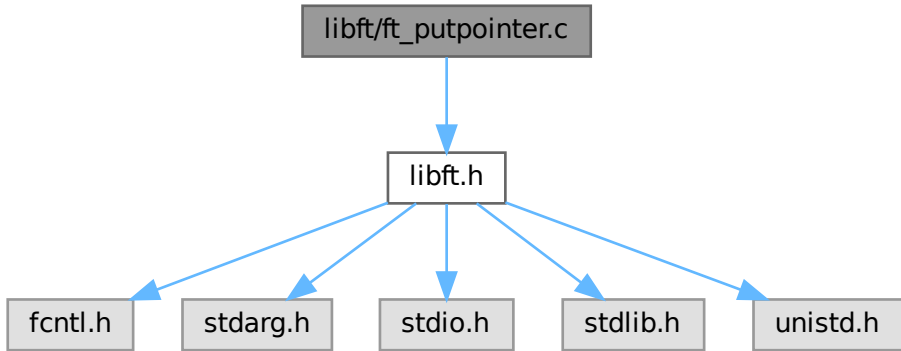 libft/ft_putpointer.c
libft.h
fcntl.h
stdarg.h
stdio.h
stdlib.h
unistd.h